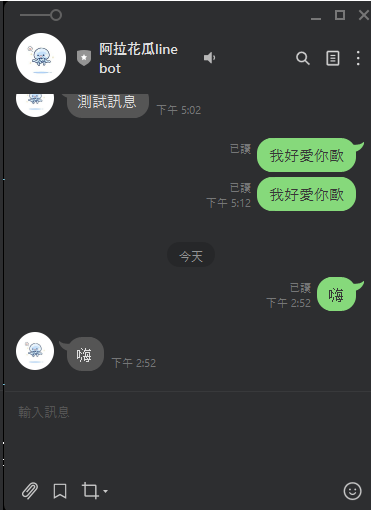 阿拉花瓜line
bot
測試訊息
下午 5:02
已讀
我好愛你歐
已讀
下午 5:12
我好愛你歐
今天
已讀
下午 2:52
嗨
嗨
下午 2:52
輸入訊息